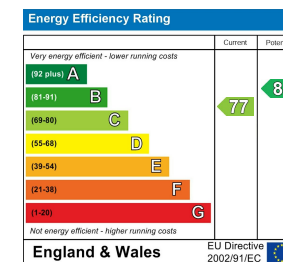 Energy Efficiency Rating
Current
Very energy efficient - lower running costs
(92 plus) A
(81-91) B
(69-80) C
(55-68) D
(39-54) E
(21-38) F
(1-20) G
77
Not energy efficient - higher running costs
England & Wales
EU Directive
2002/91/EC